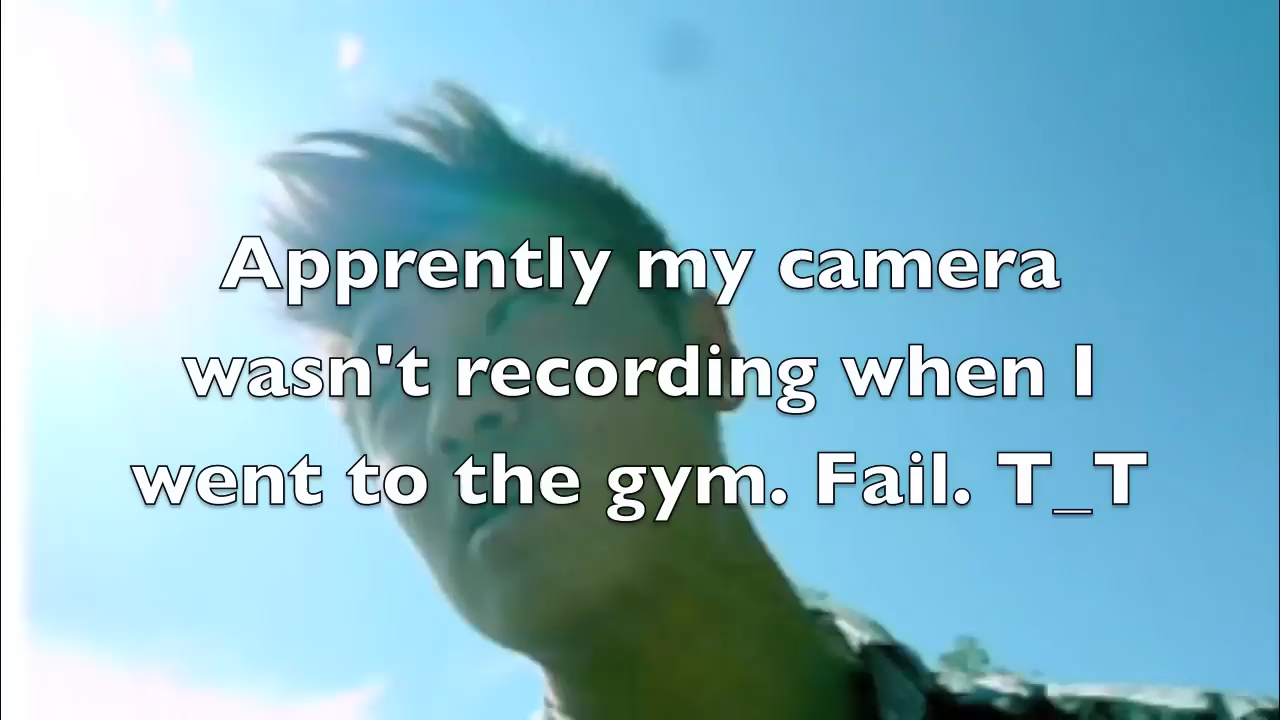 Apprently my camera
wasn't recording when I
went to the gym. Fail. T_T